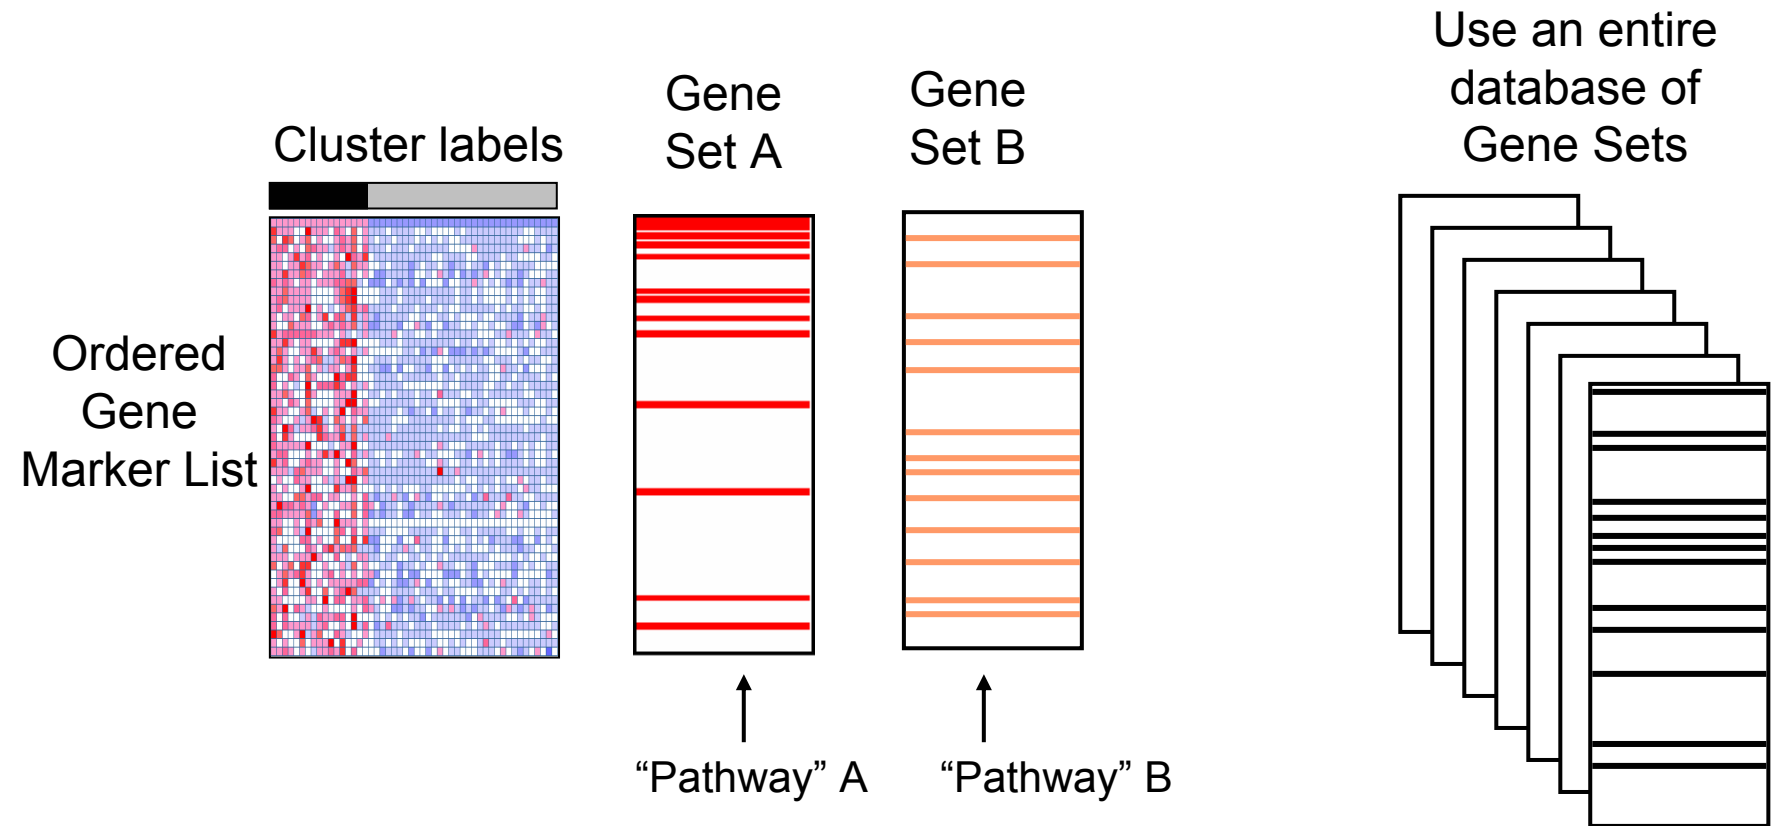 Use an entire
database of
Gene Sets
Gene
Set A
Gene
Set B
Cluster labels
Ordered
Gene
Marker List
“Pathway” A
“Pathway” B